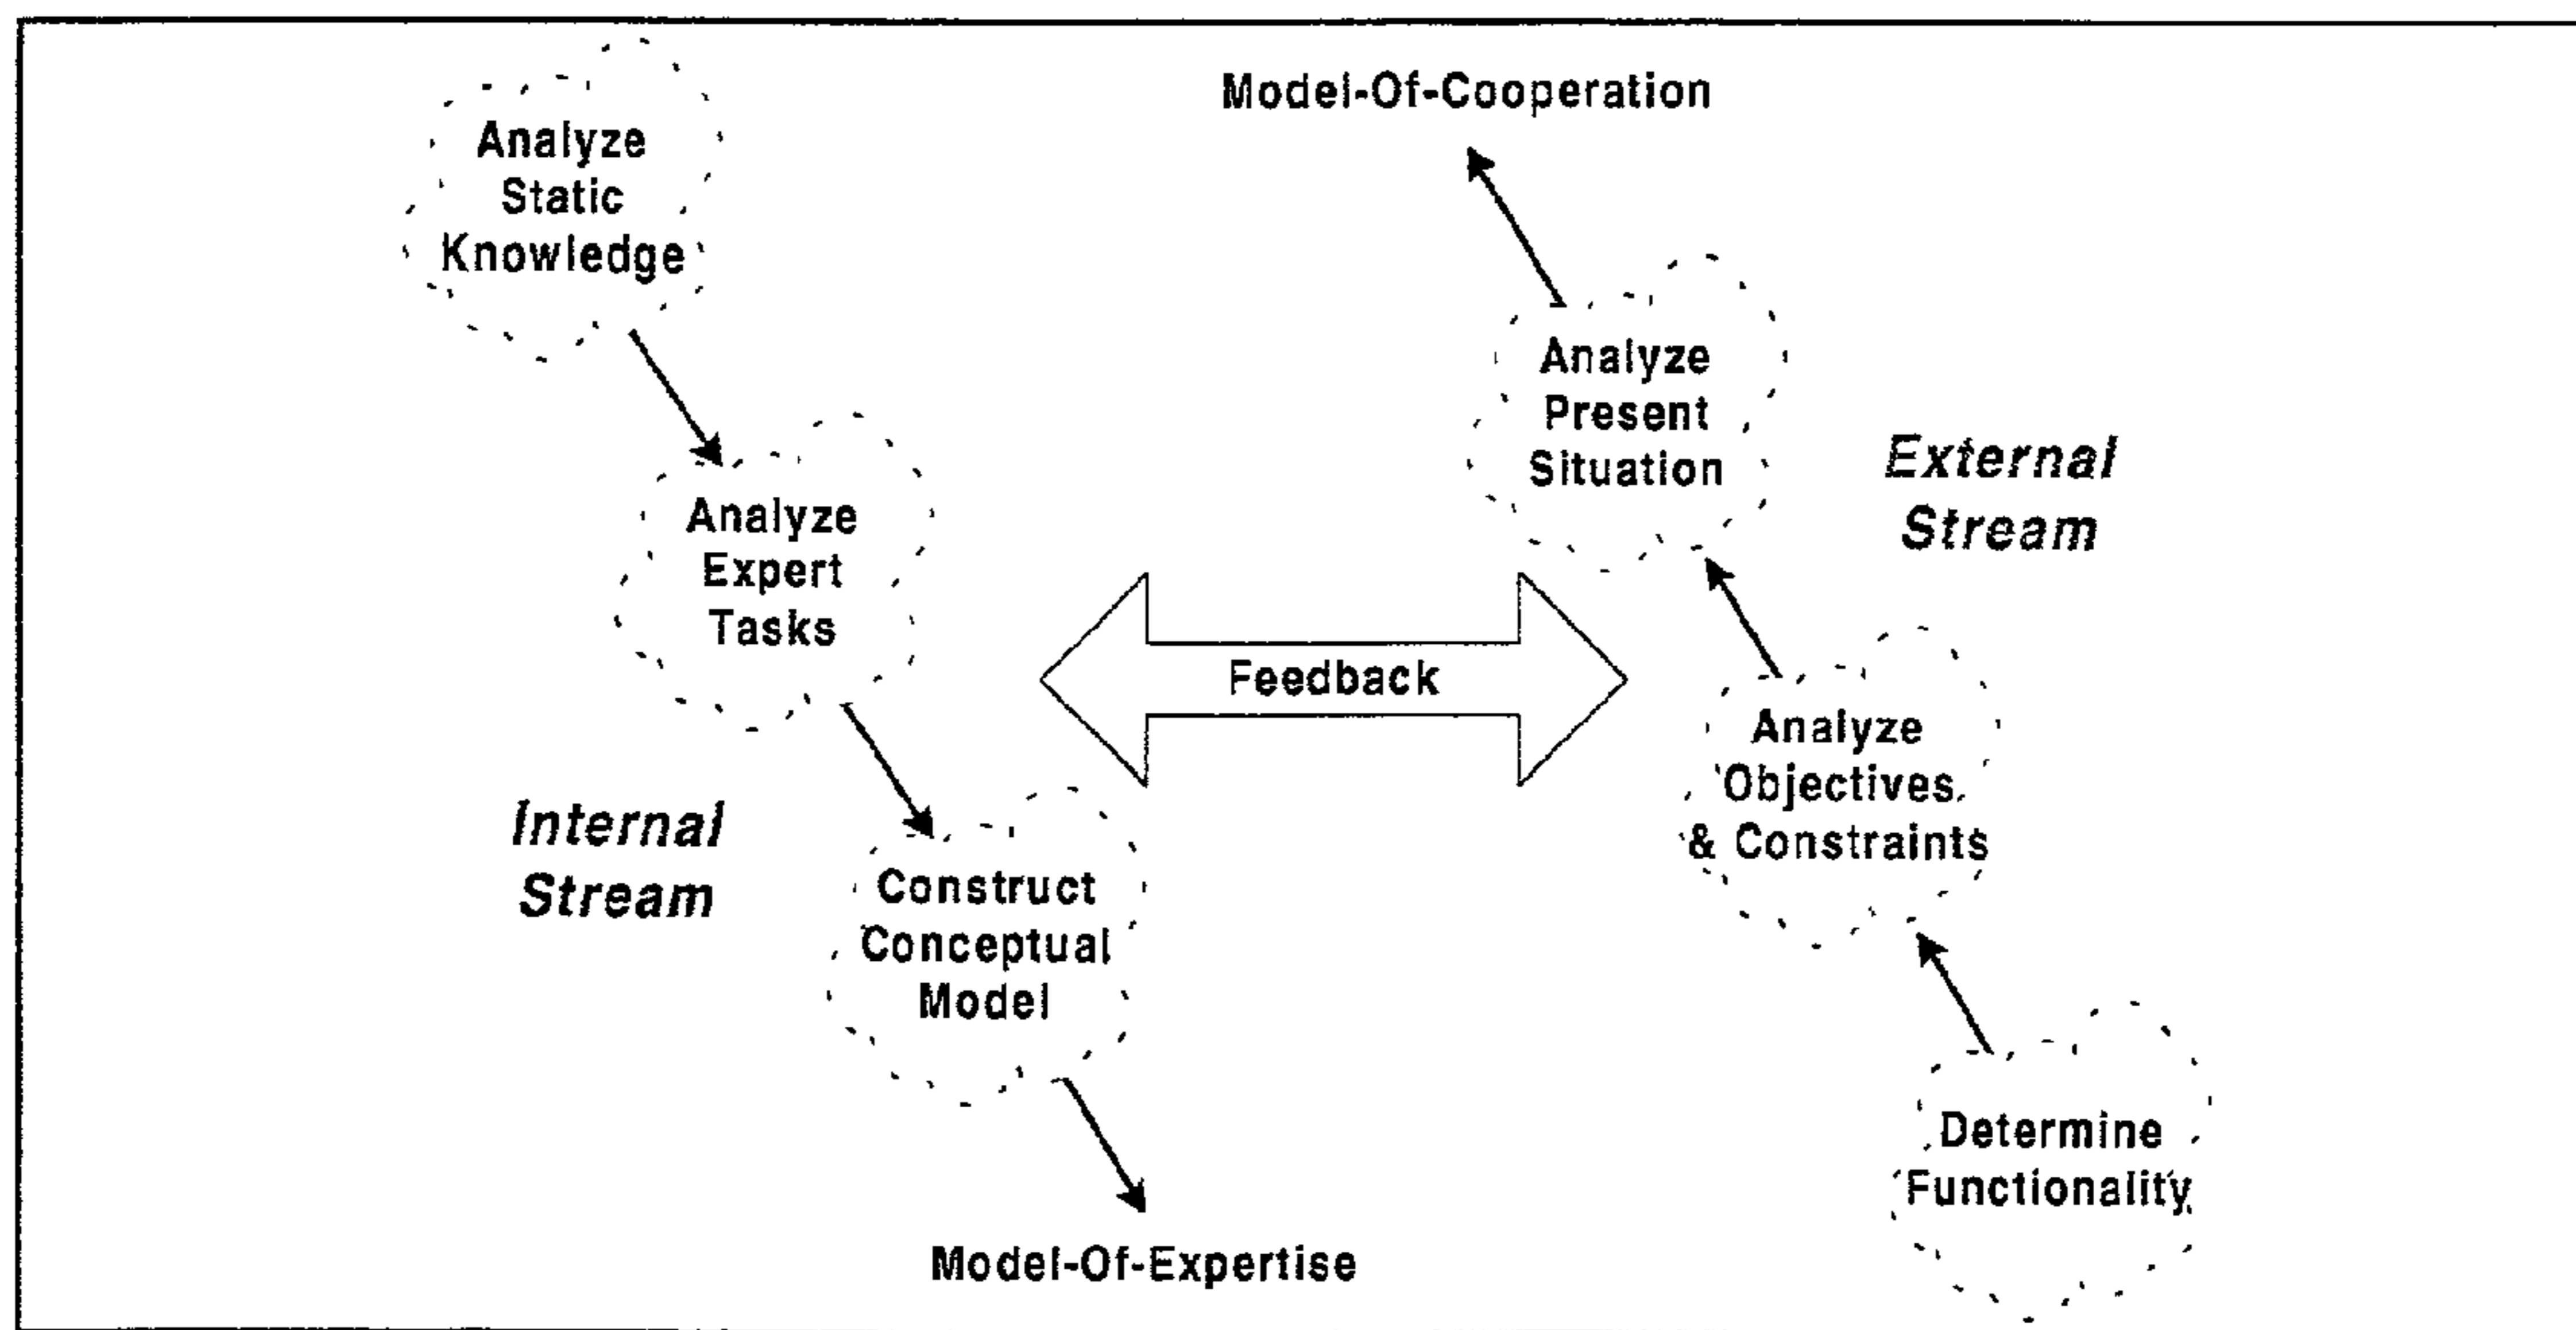 Analyze
Static
Knowledge
Analyze
Expert
Tasks
Internal
Stream
Construct
Conceptual
Model
Model-Of-Expertise
Feedback
Model-Of-Cooperation
Analyze
Present
Situation
External
Stream
Analyze
Objectives
& Constraints
Determine
Functionality